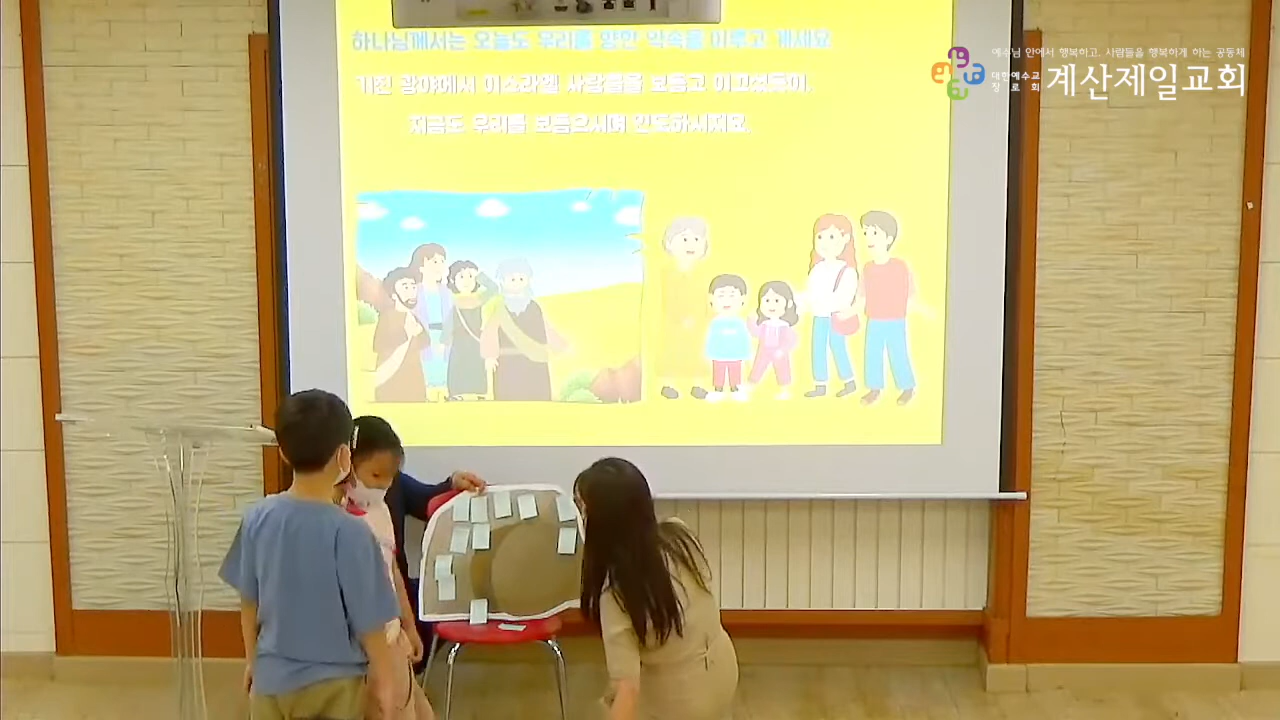 하나님께서는 오늘도 우리를 향한 약속을 이루고 계세요
거친 광야에서 이스라엘 사람들을 보듬고 이끄셨듯이,
지금도 우리를 보듬으시며 인도하시지요.
예수님 안에서 행복하고, 사람들을 행복하게 하는 공동체
대한예수교
장로회
계산제일교회